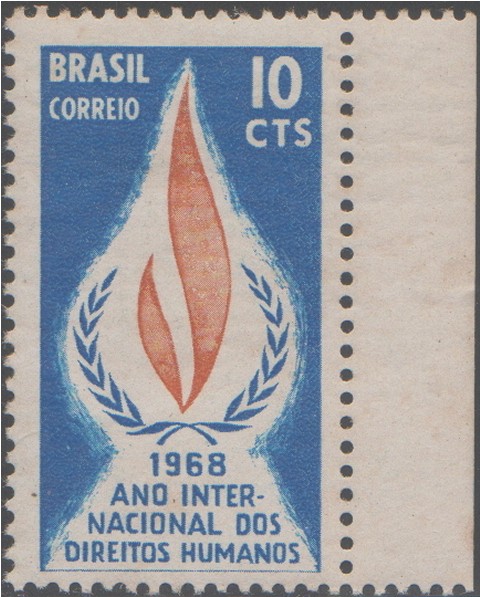 BRASIL
CORREIO
10
CTS
1968
ANO INTER-
NACIONAL DOS
DIREITOS HUMANOS